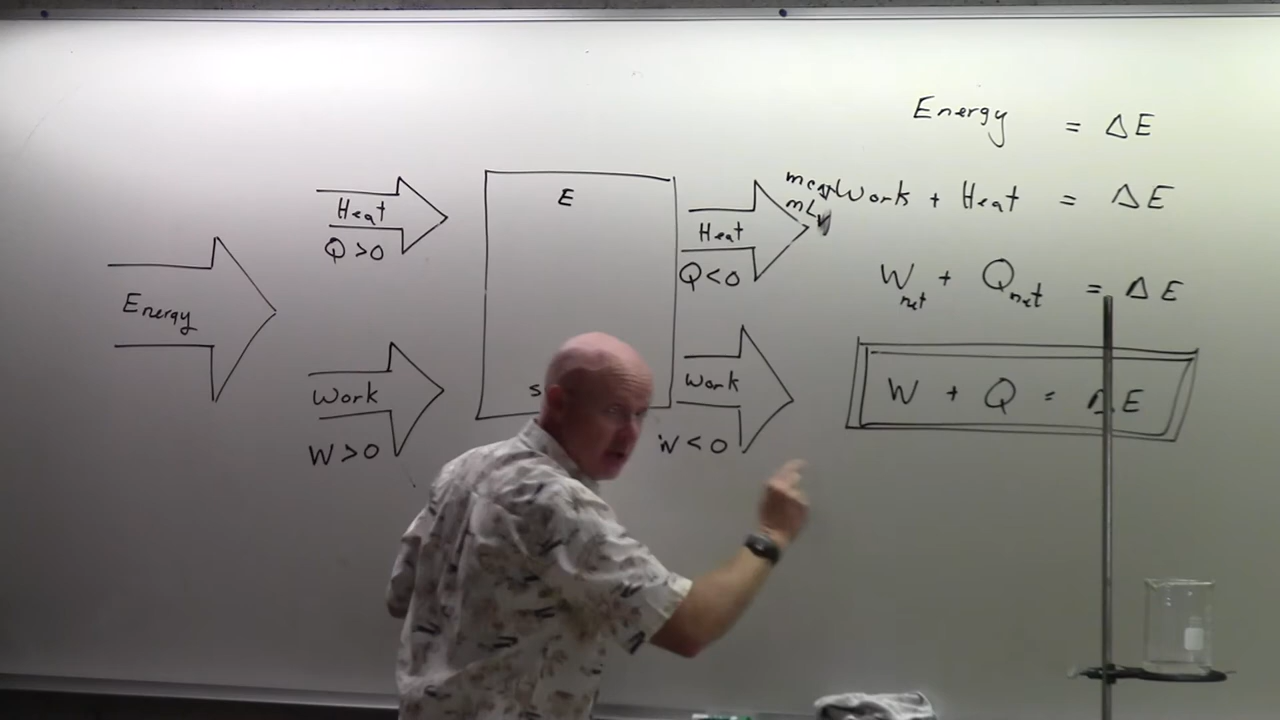 Energy = ΔE
mcΔT
mLv
Work + Heat = ΔE
W net + Q net = ΔE
W + Q = ΔE
Energy
Heat
Q > 0
Work
W > 0
E
S
Heat
Q < 0
Work
W < 0